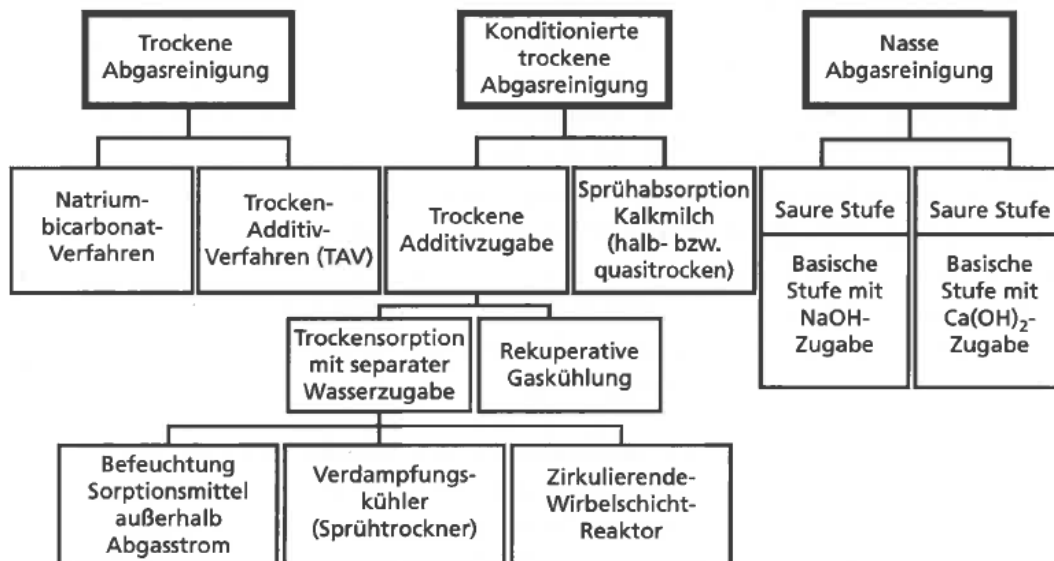 Trockene
Abgasreinigung
Konditionierte
trockene
Abgasreinigung
Nasse
Abgasreinigung
Natrium-
bicarbonat-
Verfahren
Trocken-
Additiv-
Verfahren (TAV)
Trockene
Additivzugabe
Sprühabsorption
Kalkmilch
(halb- bzw.
quasitrocken)
Saure Stufe
Basische
Stufe mit
NaOH-
Zugabe
Saure Stufe
Basische
Stufe mit
Ca(OH)₂-
Zugabe
Trockensorption
mit separater
Wasserzugabe
Rekuperative
Gaskühlung
Befeuchtung
Sorptionsmittel
außerhalb
Abgasstrom
Verdampfungs-
kühler
(Sprühtrockner)
Zirkulierende-
Wirbelschicht-
Reaktor